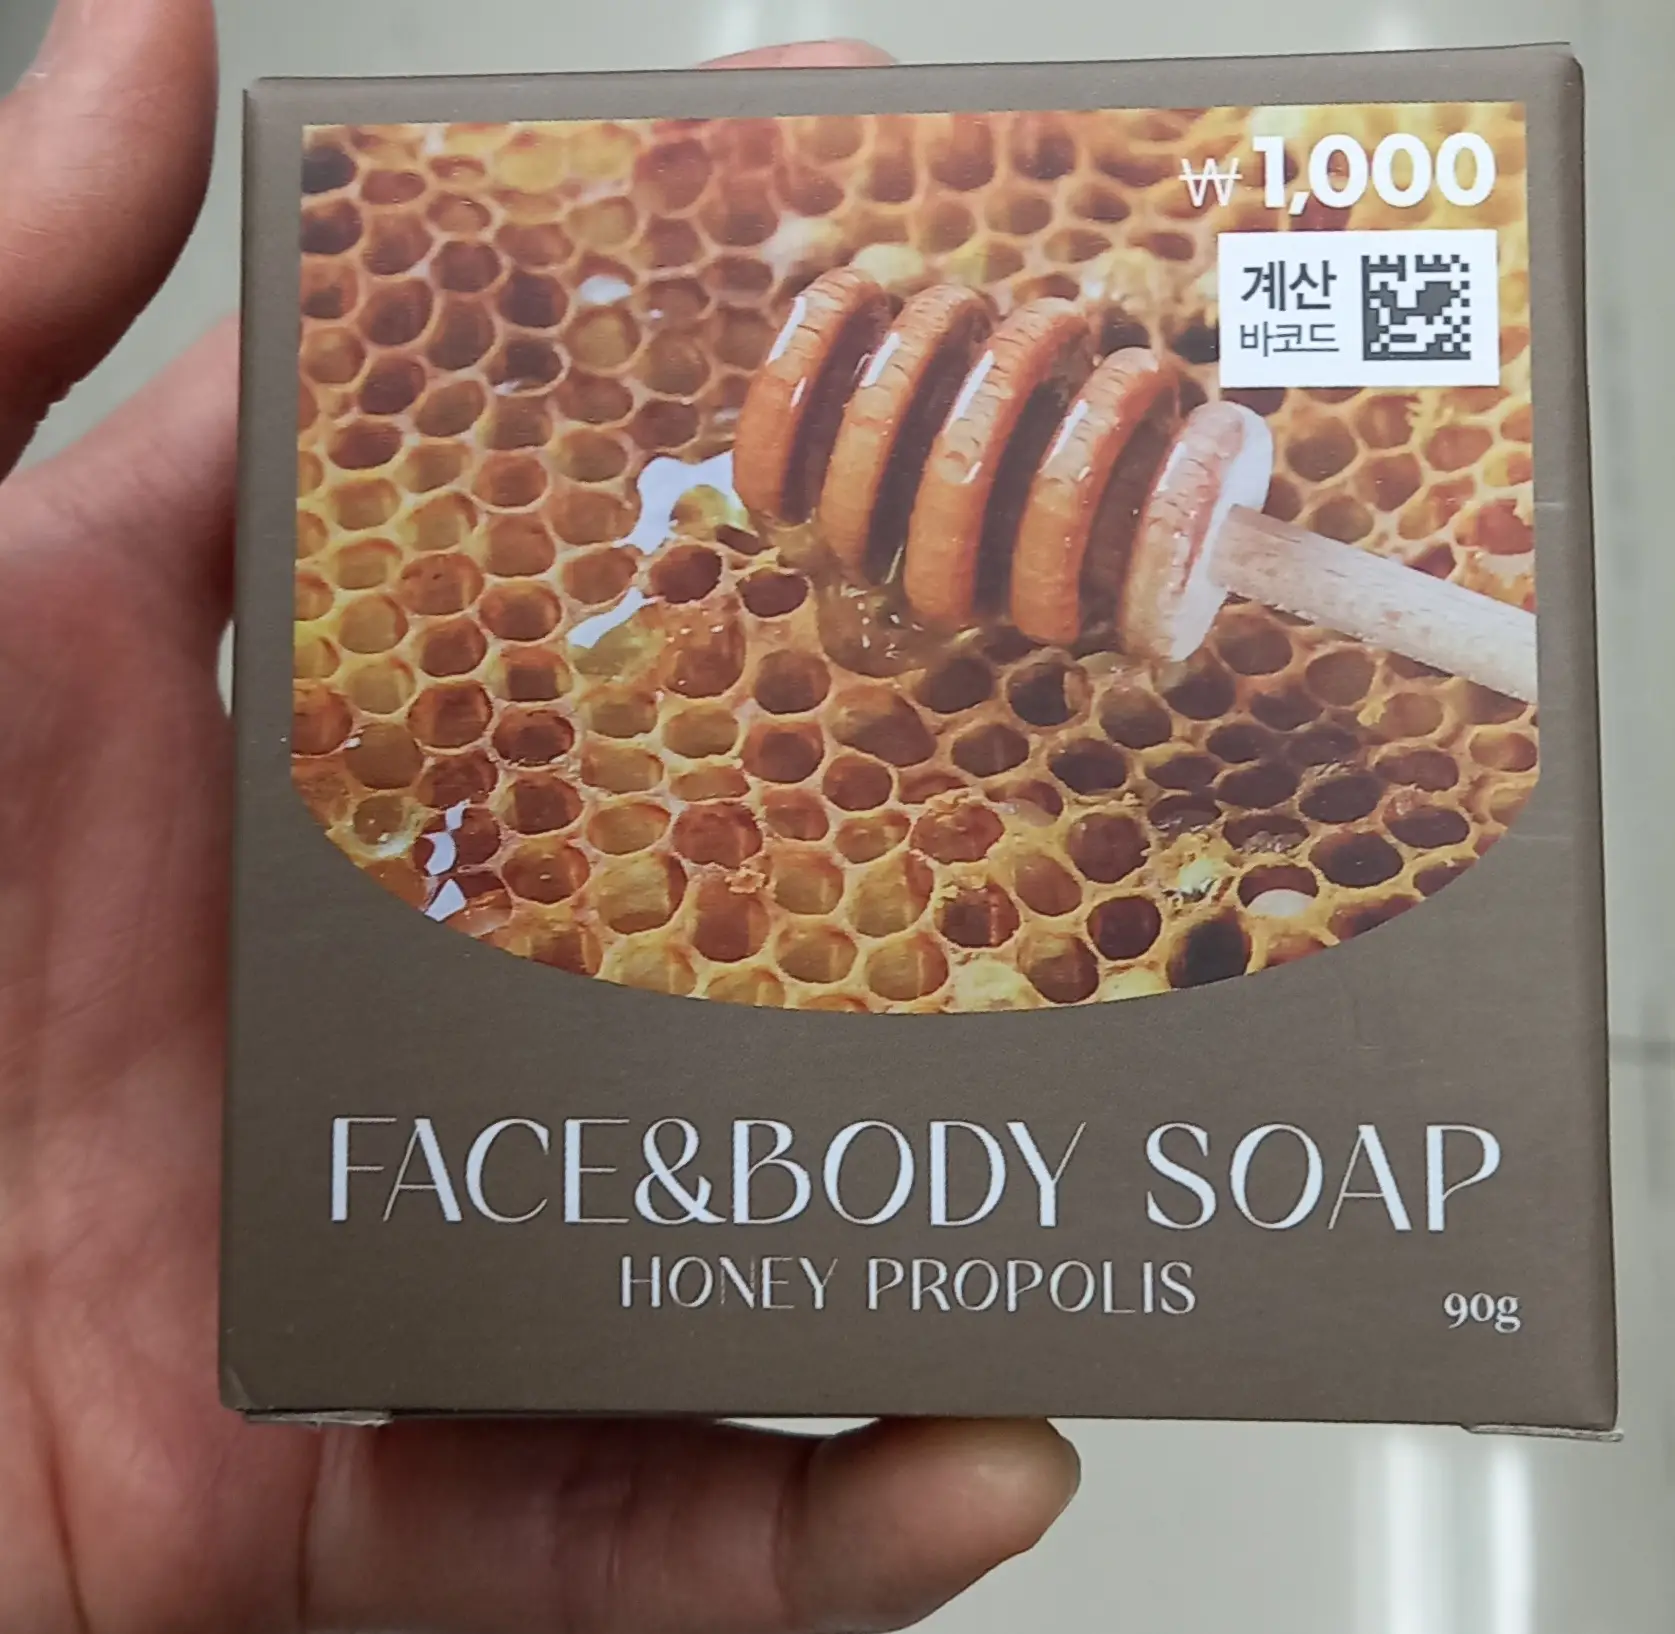 ₩1,000
계산
바코드
FACE&BODY SOAP
HONEY PROPOLIS
90g